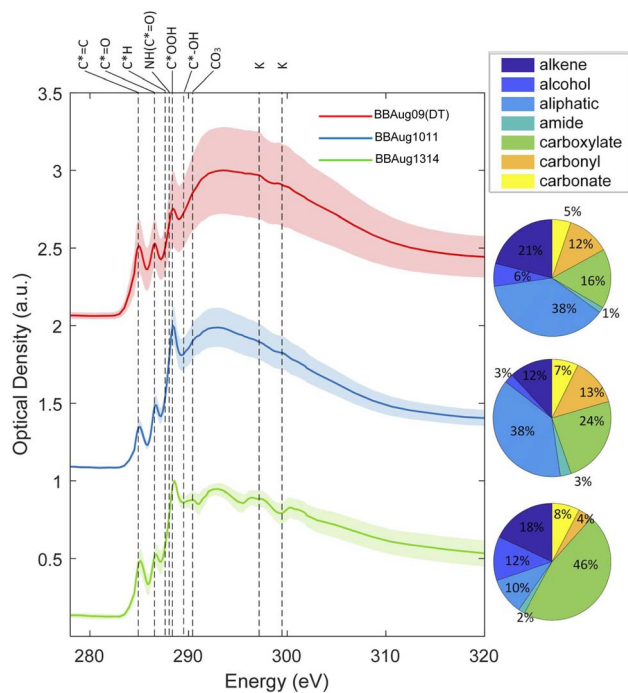 C*=C
C*=O
C*H
NH(C*=O)
C*OOH
C*-OH
CO₃
K
K
3.5
3
2.5
2
1.5
1
0.5
Optical Density (a.u.)
BBAug09(DT)
BBAug1011
BBAug1314
280
290
300
310
320
Energy (eV)
alkene
alcohol
aliphatic
amide
carboxylate
carbonyl
carbonate
5%
21%
12%
6%
16%
38%
1%
3%
12%
7%
13%
38%
24%
3%
18%
8%
4%
12%
46%
10%
2%